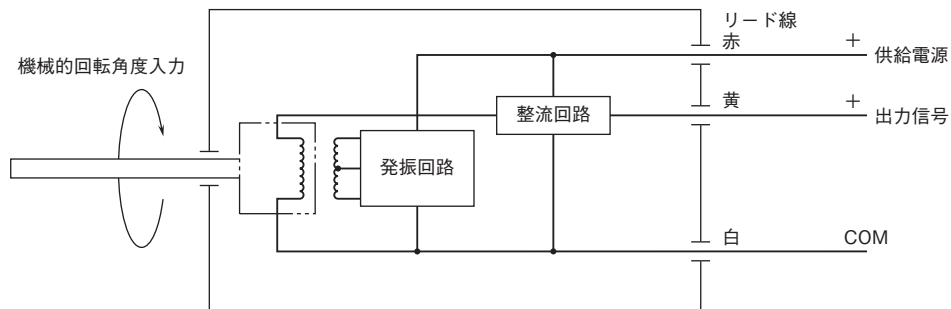 リード線
赤
+
供給電源
機械的回転角度入力
黄
+
出力信号
整流回路
発振回路
白
COM